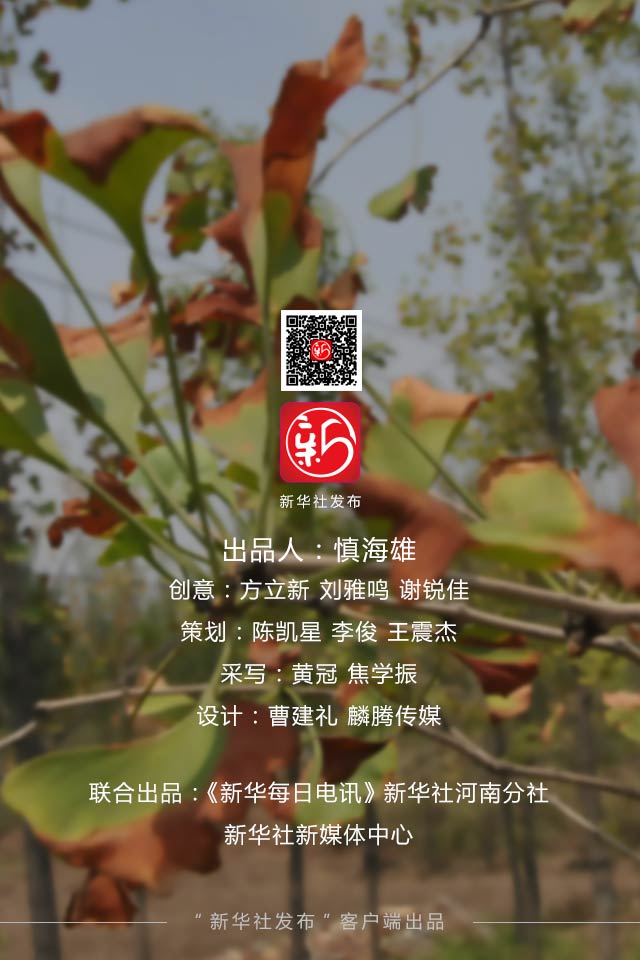 新
新
新华社发布
出品人：慎海雄
创意：方立新 刘雅鸣 谢锐佳
策划：陈凯星 李俊 王震杰
采写：黄冠 焦学振
设计：曹建礼 麟腾传媒
联合出品：《新华每日电讯》新华社河南分社
新华社新媒体中心
“新华社发布”客户端出品